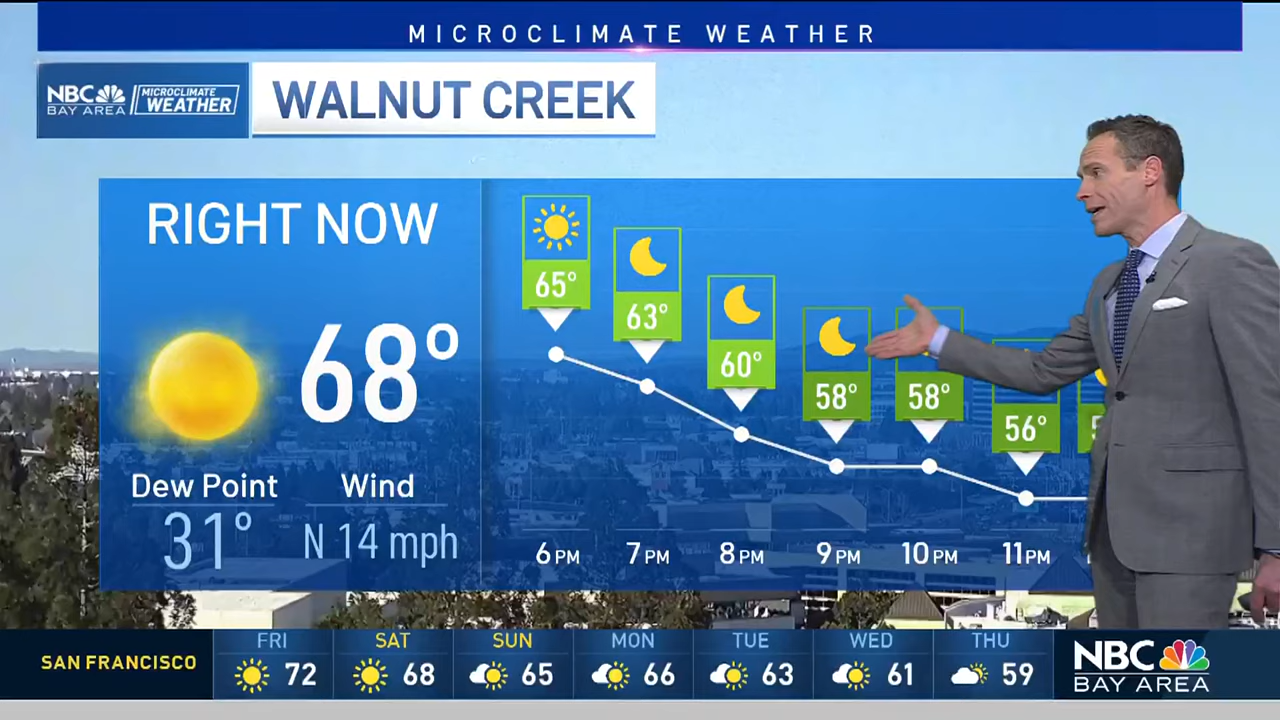 MICROCLIMATE WEATHER
NBC BAY AREA
MICROCLIMATE WEATHER
WALNUT CREEK
RIGHT NOW
68°
Dew Point
31°
Wind
N 14 mph
65° 63° 60° 58° 58° 56°
6 PM 7 PM 8 PM 9 PM 10 PM 11 PM
SAN FRANCISCO
FRI 72
SAT 68
SUN 65
MON 66
TUE 63
WED 61
THU 59
NBC
BAY AREA